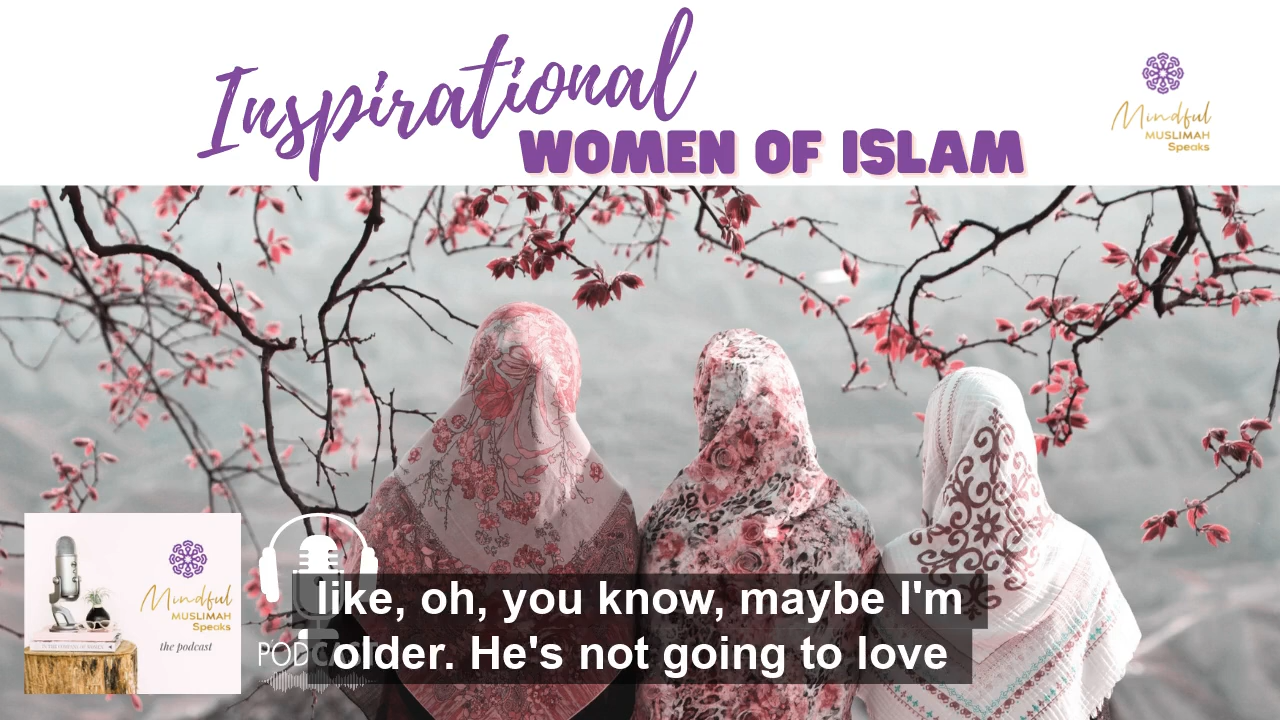 Inspirational
WOMEN OF ISLAM
Mindful
MUSLIMAH
Speaks
Mindful
MUSLIMAH
Speaks
the podcast
PODCAST
like, oh, you know, maybe I'm
older. He's not going to love